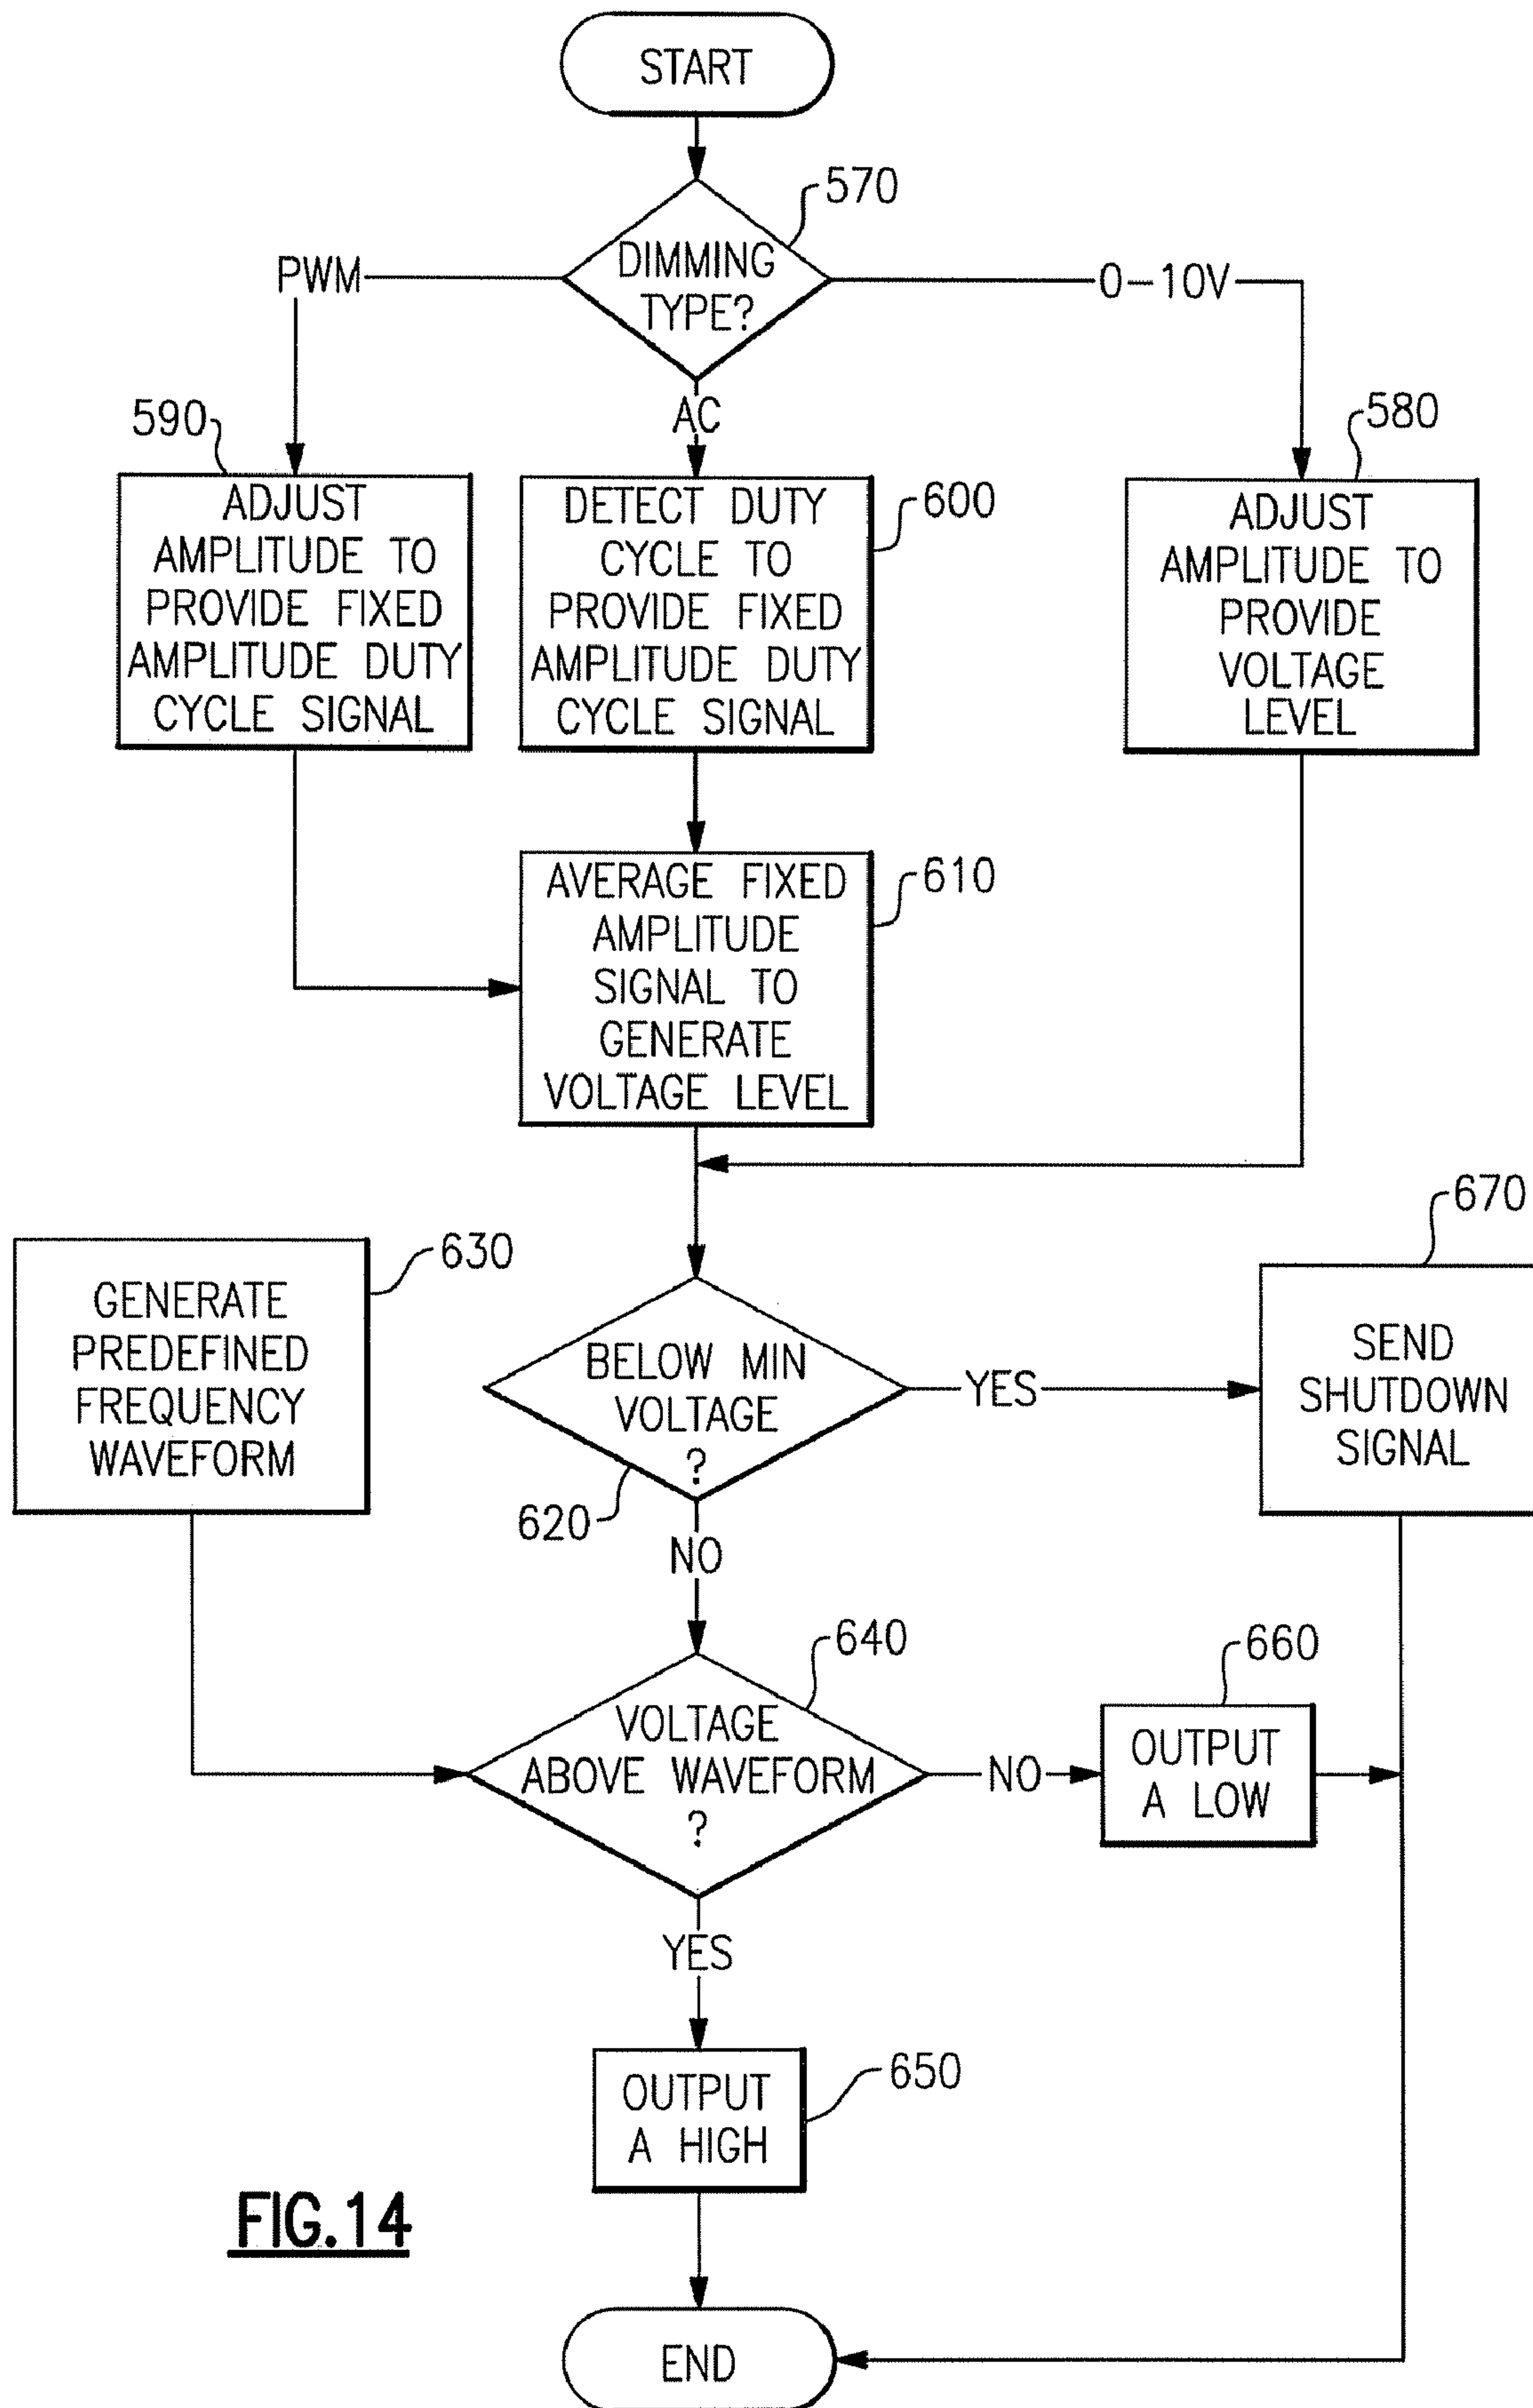 START
570
DIMMING
TYPE?
PWM
0-10V
AC
590
ADJUST
AMPLITUDE TO
PROVIDE FIXED
AMPLITUDE DUTY
CYCLE SIGNAL
600
DETECT DUTY
CYCLE TO
PROVIDE FIXED
AMPLITUDE DUTY
CYCLE SIGNAL
580
ADJUST
AMPLITUDE TO
PROVIDE
VOLTAGE
LEVEL
610
AVERAGE FIXED
AMPLITUDE
SIGNAL TO
GENERATE
VOLTAGE LEVEL
630
GENERATE
PREDEFINED
FREQUENCY
WAVEFORM
BELOW MIN
VOLTAGE
?
620
YES
670
SEND
SHUTDOWN
SIGNAL
NO
640
VOLTAGE
ABOVE WAVEFORM
?
NO
660
OUTPUT
A LOW
YES
650
OUTPUT
A HIGH
FIG.14
END